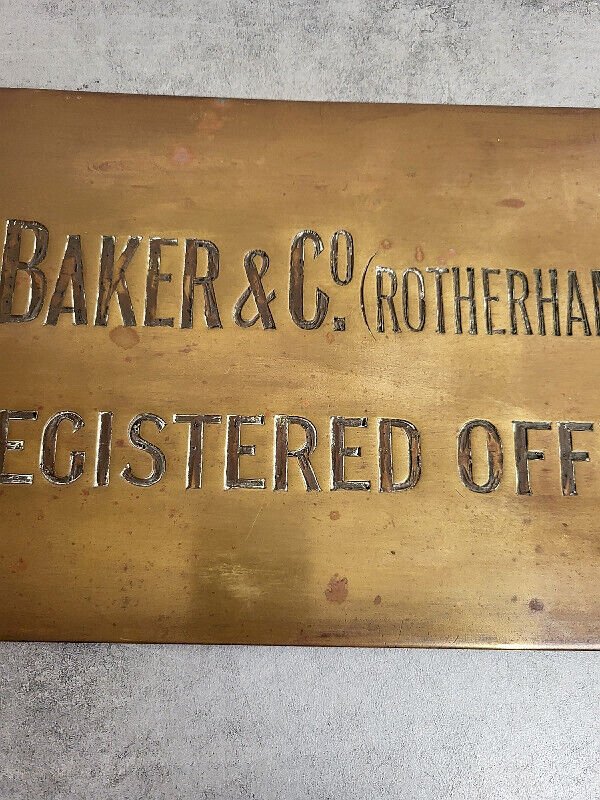 BAKER & Cº. (ROTHERHA
EGISTERED OFF